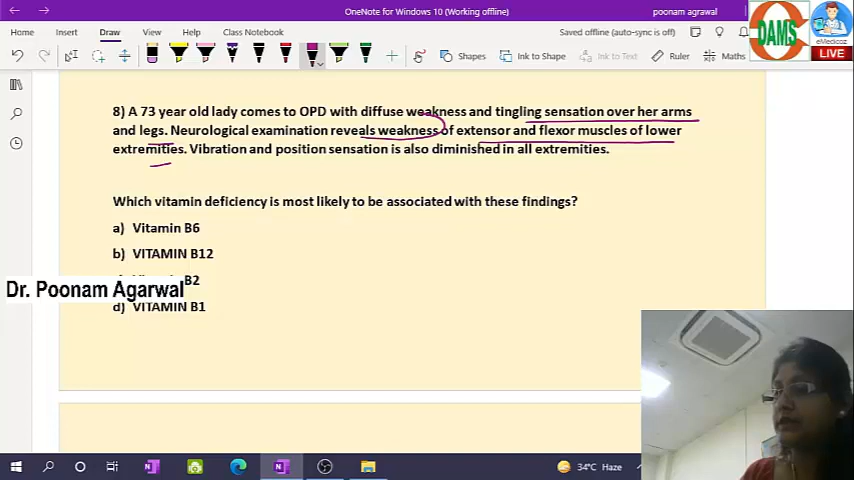 OneNote for Windows 10 (Working offline)
poonam agrawal
Home Insert Draw View Help Class Notebook
Saved offline (auto-sync is off)
Shapes Ink to Shape Ink to Text Ruler Maths
DAMS
eMedicoz
LIVE
8) A 73 year old lady comes to OPD with diffuse weakness and tingling sensation over her arms
and legs. Neurological examination reveals weakness of extensor and flexor muscles of lower
extremities. Vibration and position sensation is also diminished in all extremities.
Which vitamin deficiency is most likely to be associated with these findings?
a) Vitamin B6
b) VITAMIN B12
B2
Dr. Poonam Agarwal
d) VITAMIN B1
34°C Haze